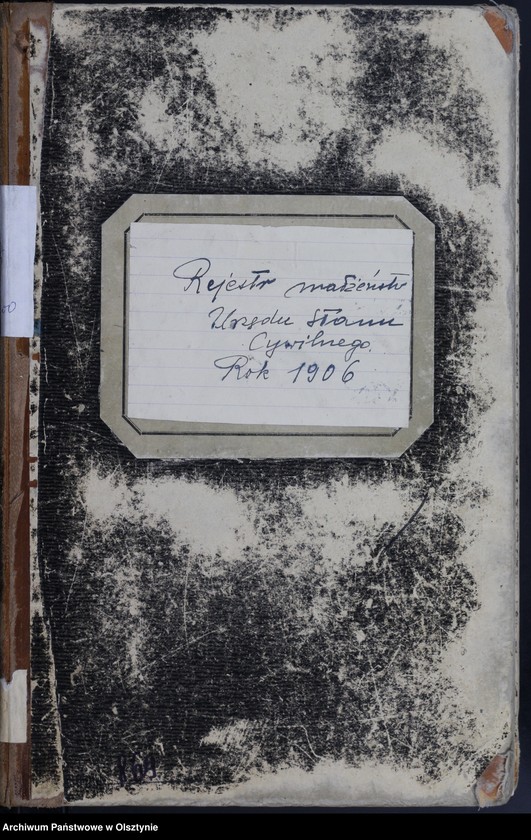 Rejestr małżeństw
Urzędu Stanu
Cywilnego.
Rok 1906
Archiwum Państwowe w Olsztynie